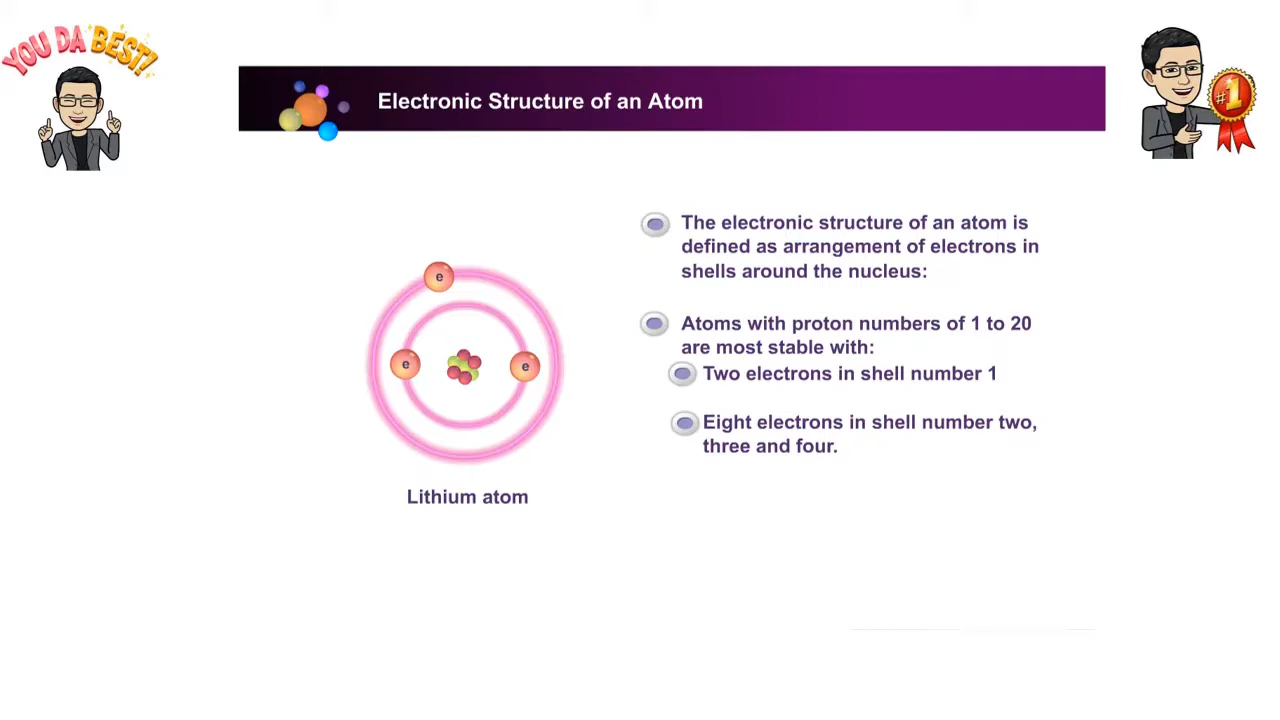 YOU DA BEST!
Electronic Structure of an Atom
#1
The electronic structure of an atom is
defined as arrangement of electrons in
shells around the nucleus:
Atoms with proton numbers of 1 to 20
are most stable with:
Two electrons in shell number 1
Eight electrons in shell number two,
three and four.
e
e
e
Lithium atom